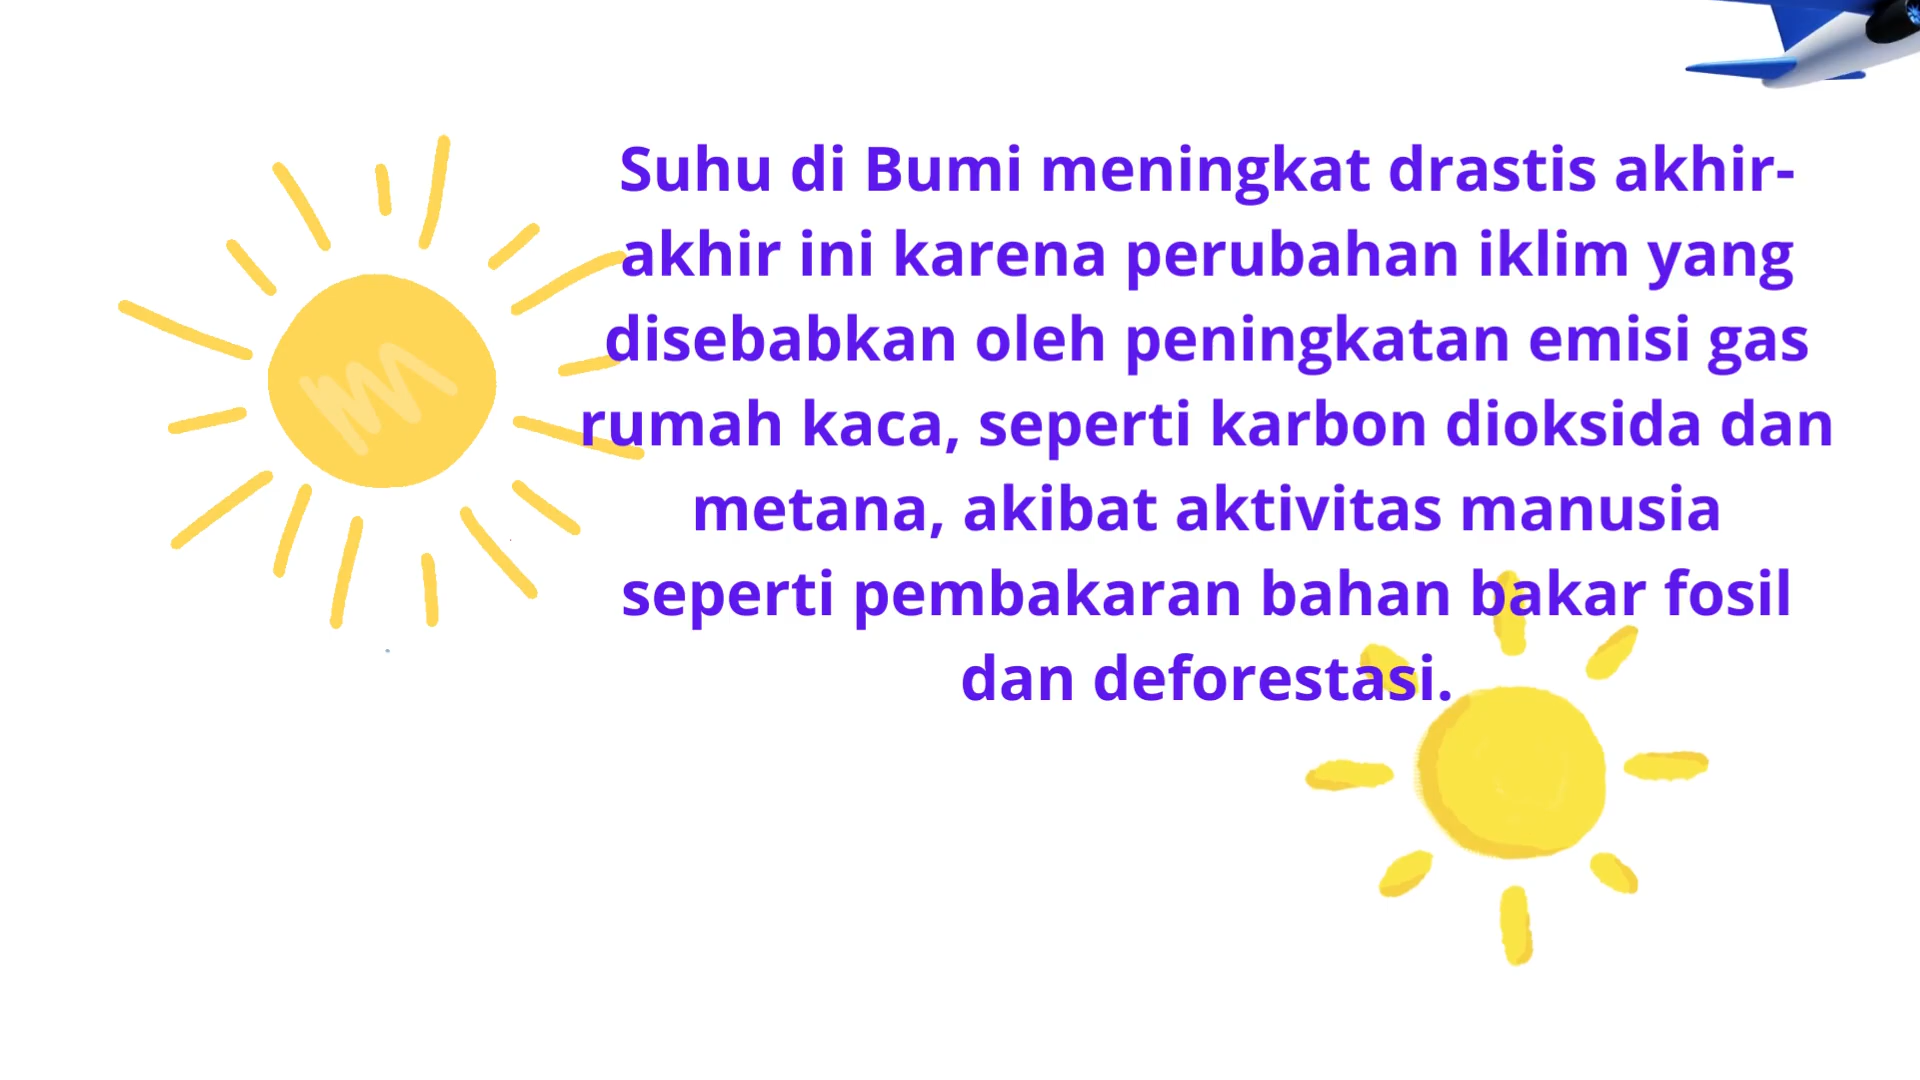 Suhu di Bumi meningkat drastis akhir-
akhir ini karena perubahan iklim yang
disebabkan oleh peningkatan emisi gas
rumah kaca, seperti karbon dioksida dan
metana, akibat aktivitas manusia
seperti pembakaran bahan bakar fosil
dan deforestasi.